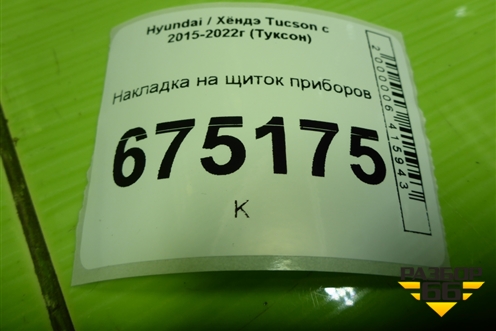 Hyundai / Хёндэ Tucson с
2015-2022г (Туксон)
Накладка на щиток приборов
675175
К
2000006415943
РАЗБОР
66